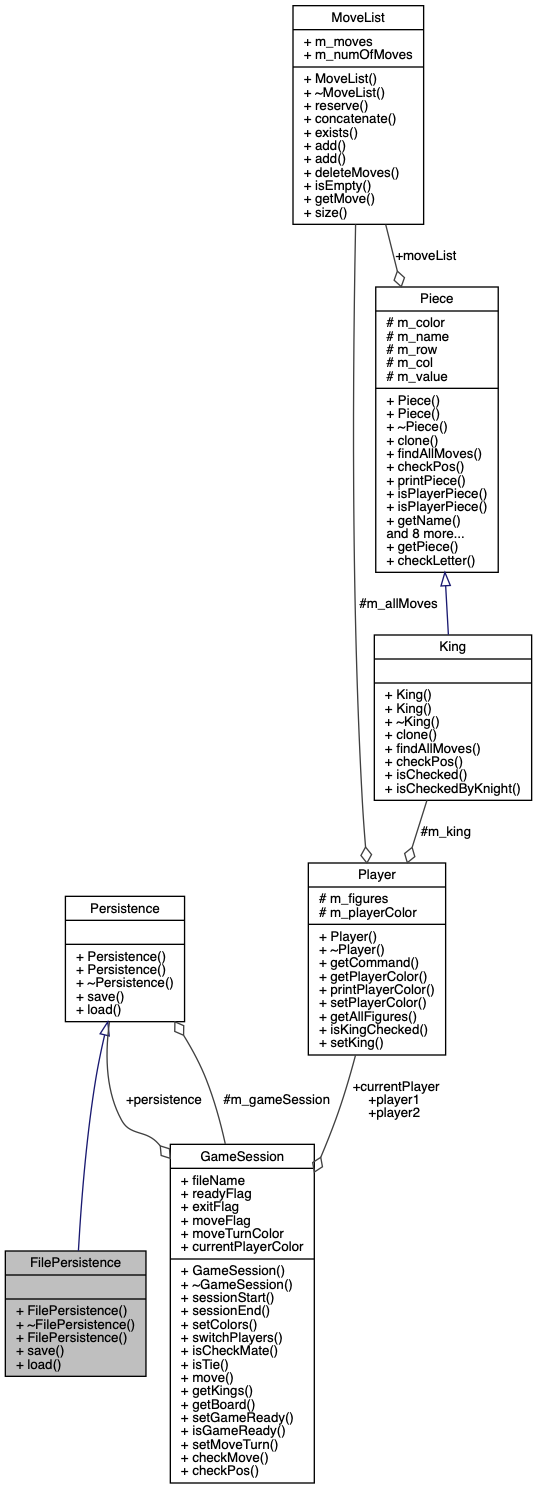 MoveList
+ m_moves
+ m_numOfMoves
+ MoveList()
+ ~MoveList()
+ reserve()
+ concatenate()
+ exists()
+ add()
+ add()
+ deleteMoves()
+ isEmpty()
+ getMove()
+ size()
+moveList
Piece
# m_color
# m_name
# m_row
# m_col
# m_value
+ Piece()
+ Piece()
+ ~Piece()
+ clone()
+ findAllMoves()
+ checkPos()
+ printPiece()
+ isPlayerPiece()
+ isPlayerPiece()
+ getName()
and 8 more...
+ getPiece()
+ checkLetter()
#m_allMoves
King
+ King()
+ King()
+ ~King()
+ clone()
+ findAllMoves()
+ checkPos()
+ isChecked()
+ isCheckedByKnight()
#m_king
Player
# m_figures
# m_playerColor
+ Player()
+ ~Player()
+ getCommand()
+ getPlayerColor()
+ printPlayerColor()
+ setPlayerColor()
+ getAllFigures()
+ isKingChecked()
+ setKing()
Persistence
+ Persistence()
+ Persistence()
+ ~Persistence()
+ save()
+ load()
+persistence
#m_gameSession
+currentPlayer
+player1
+player2
GameSession
+ fileName
+ readyFlag
+ exitFlag
+ moveFlag
+ moveTurnColor
+ currentPlayerColor
+ GameSession()
+ ~GameSession()
+ sessionStart()
+ sessionEnd()
+ setColors()
+ switchPlayers()
+ isCheckMate()
+ isTie()
+ move()
+ getKings()
+ getBoard()
+ setGameReady()
+ isGameReady()
+ setMoveTurn()
+ checkMove()
+ checkPos()
FilePersistence
+ FilePersistence()
+ ~FilePersistence()
+ FilePersistence()
+ save()
+ load()